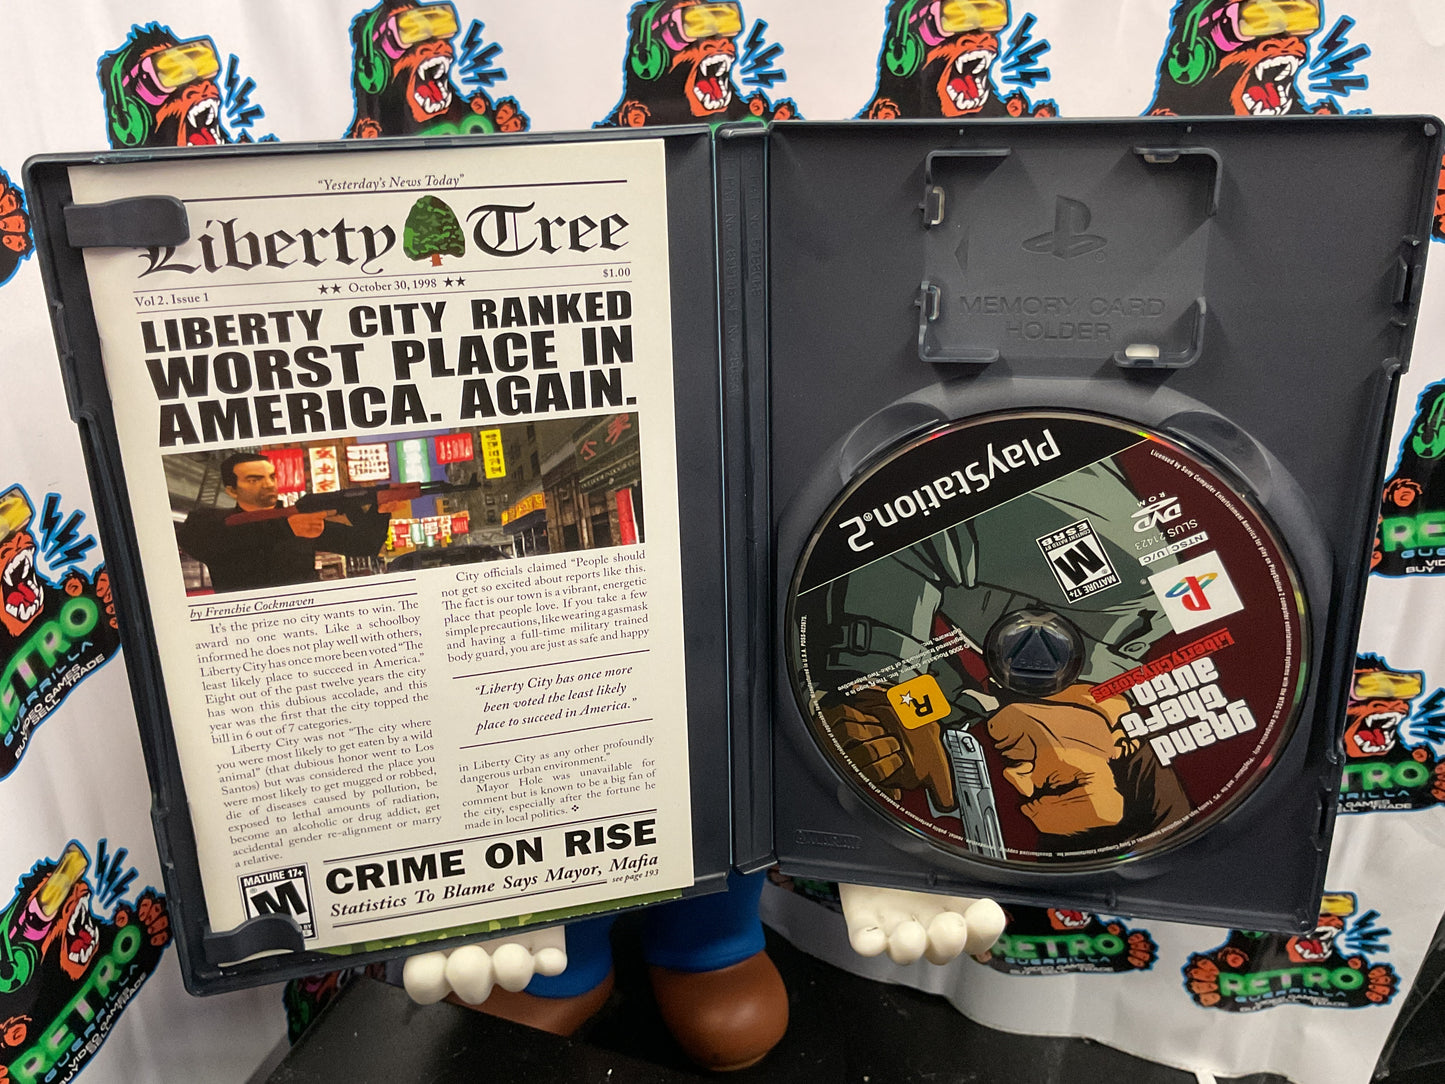 "Yesterday's News Today"
Liberty Tree
Vol 2. Issue 1
★★ October 30, 1998 ★★
$1.00
LIBERTY CITY RANKED
WORST PLACE IN
AMERICA. AGAIN.
by Frenchie Cockmaven
It's the prize no city wants to win. The
award no one wants. Like a schoolboy
informed he does not play well with others,
Liberty City has once more been voted "The
least likely place to succeed in America."
Eight out of the past twelve years the city
has won this dubious accolade, and this
year was the first that the city topped the
bill in 6 out of 7 categories.
Liberty City was not "The city where
you were most likely to get eaten by a wild
animal" (that dubious honor went to Los
Santos) but was considered the place you
were most likely to get mugged or robbed,
die of diseases caused by pollution, be
exposed to lethal amounts of radiation,
become an alcoholic or drug addict, get
accidental gender re-alignment or marry
a relative.
City officials claimed "People should
not get so excited about reports like this.
The fact is our town is a vibrant, energetic
place that people love. If you take a few
simple precautions, like wearing a gasmask
and having a full-time military trained
body guard, you are just as safe and happy
"Liberty City has once more
been voted the least likely
place to succeed in America."
in Liberty City as any other profoundly
dangerous urban environment."
Mayor Hole was unavailable for
comment but is known to be a big fan of
the city, especially after the fortune he
made in local politics.
MATURE 17+
M
CRIME ON RISE
Statistics To Blame Says Mayor, Mafia
see page 193
MEMORY CARD
HOLDER
PlayStation®2
MATURE 17+
M
CONTENT RATED BY
ESRB
DVD
ROM
SLUS 21423
NTSC U/C
grand
theft
auto
Liberty City Stories
R
RETRO
GUERRILLA
VIDEO GAMES
BUY SELL TRADE